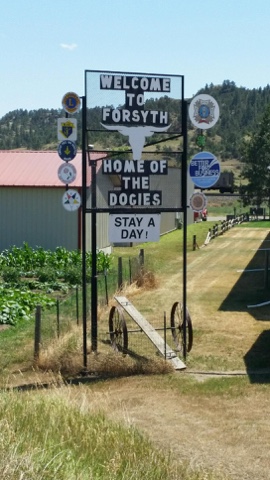 WELCOME
TO
FORSYTH
HOME OF
THE
DOGIES
STAY A
DAY!